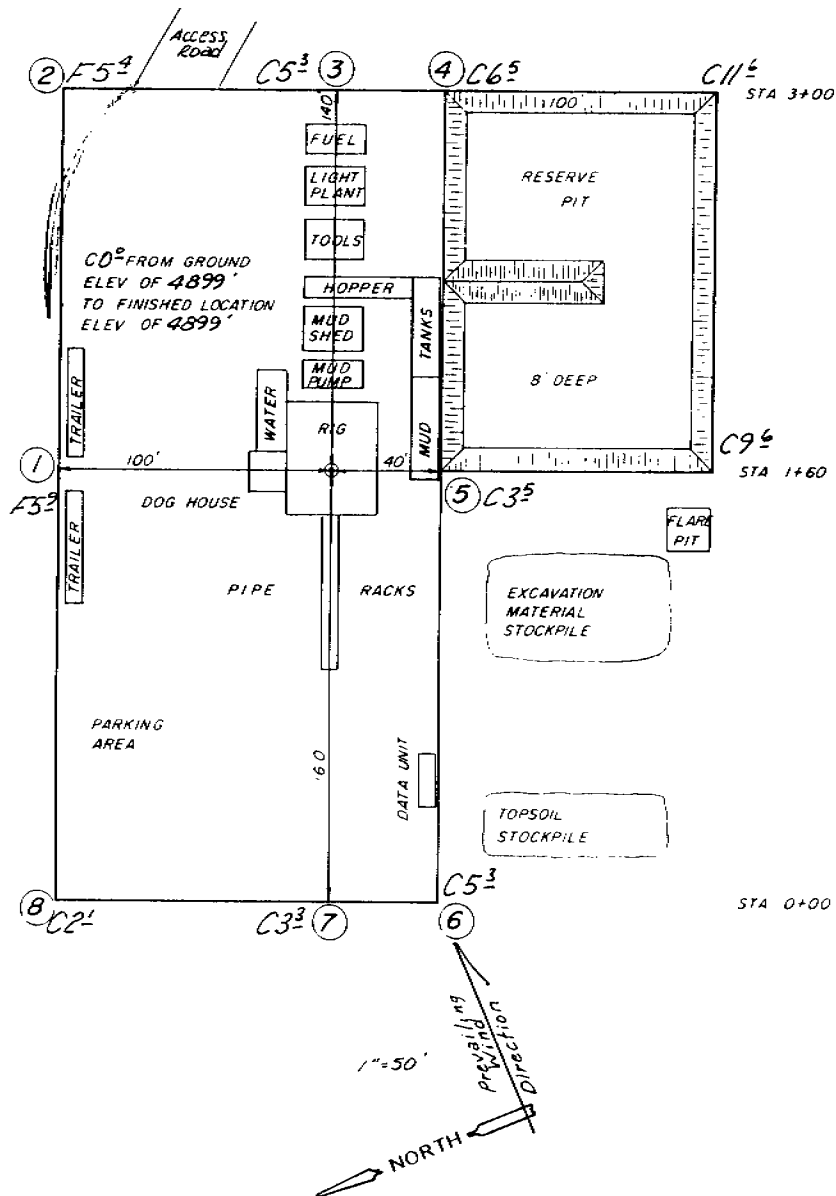 ACCESS
ROAD
2
F5 4
C5 3
3
4
C6 5
C11 6
STA 3+00
140
100
FUEL
LIGHT
PLANT
TOOLS
RESERVE
PIT
C0 0 FROM GROUND
ELEV OF 4899'
TO FINISHED LOCATION
ELEV OF 4899'
HOPPER
MUD
SHED
TANKS
MUD
PUMP
8' DEEP
TRAILER
WATER
RIG
MUD
C9 6
1
100'
40'
STA 1+60
5
C3 5
F5 9
DOG HOUSE
TRAILER
FLARE
PIT
PIPE
RACKS
EXCAVATION
MATERIAL
STOCKPILE
PARKING
AREA
160
DATA UNIT
TOPSOIL
STOCKPILE
C5 3
8
C2 1
C3 3
7
6
STA 0+00
Prevailing
Wind
Direction
1"=50'
NORTH